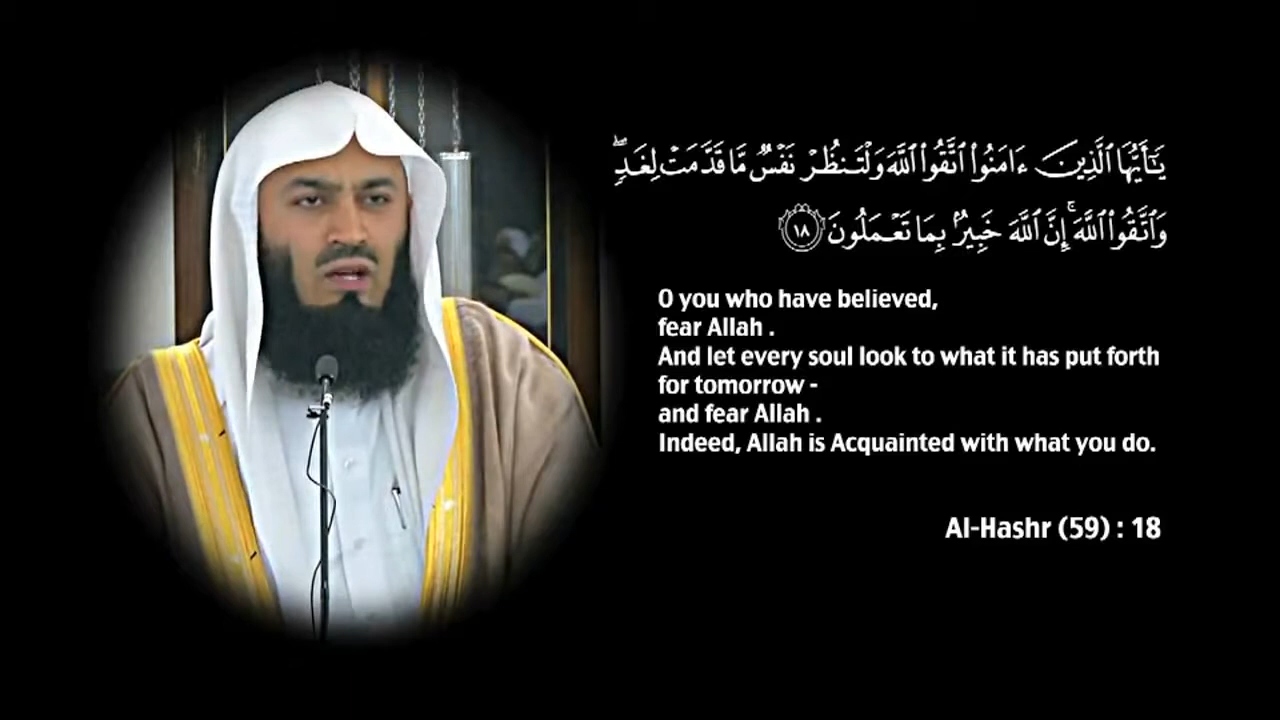 يَٰٓأَيُّهَا ٱلَّذِينَ ءَامَنُوا۟ ٱتَّقُوا۟ ٱللَّهَ وَلْتَنظُرْ نَفْسٌ مَّا قَدَّمَتْ لِغَدٍ ۖ
وَٱتَّقُوا۟ ٱللَّهَ ۚ إِنَّ ٱللَّهَ خَبِيرٌۢ بِمَا تَعْمَلُونَ ١٨
O you who have believed,
fear Allah .
And let every soul look to what it has put forth
for tomorrow -
and fear Allah .
Indeed, Allah is Acquainted with what you do.
Al-Hashr (59) : 18